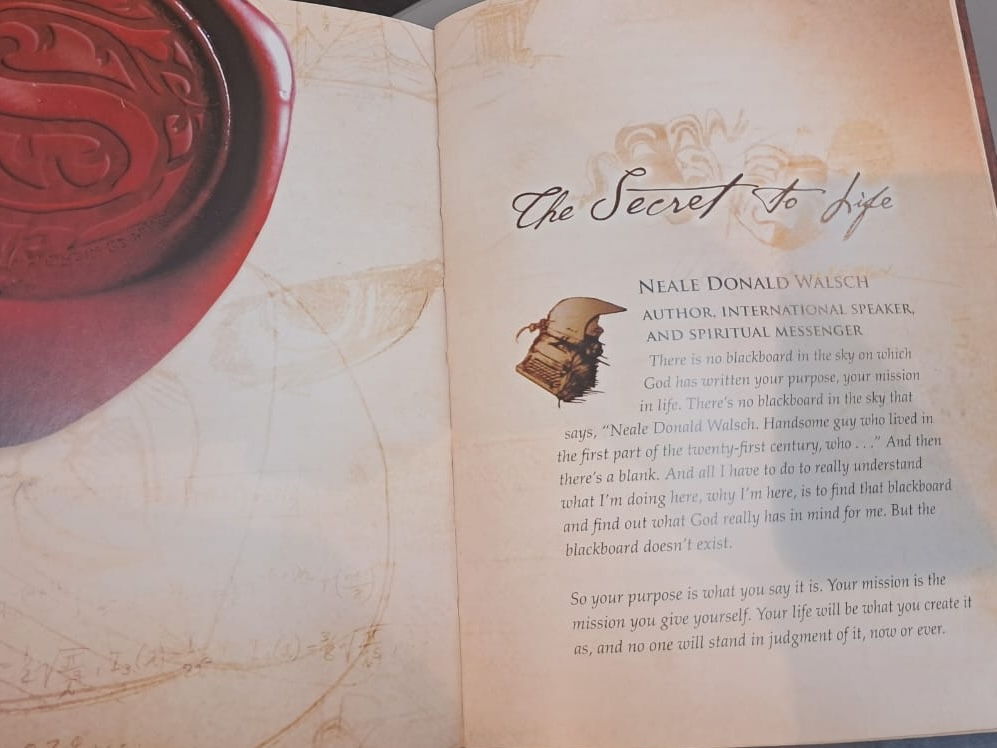 The Secret to Life
NEALE DONALD WALSCH
AUTHOR, INTERNATIONAL SPEAKER,
AND SPIRITUAL MESSENGER
There is no blackboard in the sky on which
God has written your purpose, your mission
in life. There's no blackboard in the sky that
says, “Neale Donald Walsch. Handsome guy who lived in
the first part of the twenty-first century, who . . .” And then
there's a blank. And all I have to do to really understand
what I'm doing here, why I'm here, is to find that blackboard
and find out what God really has in mind for me. But the
blackboard doesn't exist.
So your purpose is what you say it is. Your mission is the
mission you give yourself. Your life will be what you create it
as, and no one will stand in judgment of it, now or ever.